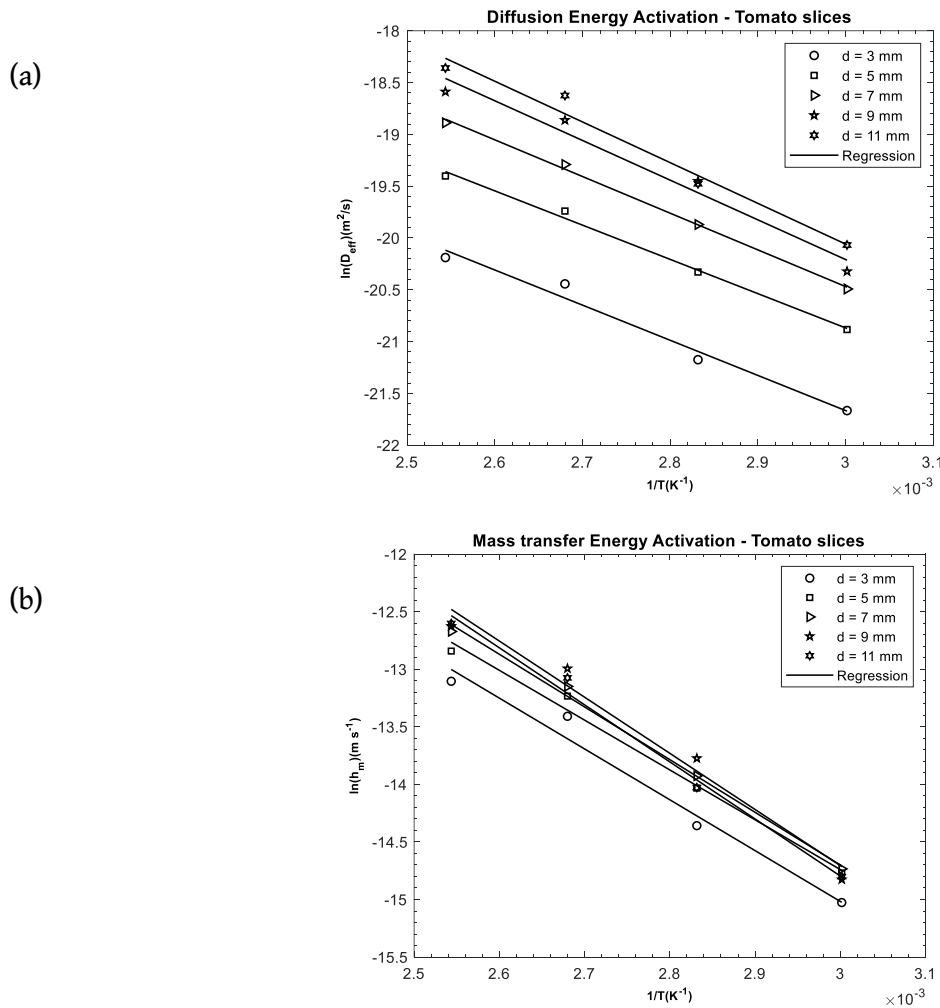 (a)
Diffusion Energy Activation - Tomato slices
-18
-18.5
-19
-19.5
-20
-20.5
-21
-21.5
-22
ln(D_eff)(m²/s)
d = 3 mm
d = 5 mm
d = 7 mm
d = 9 mm
d = 11 mm
Regression
2.5 2.6 2.7 2.8 2.9 3 3.1
1/T(K⁻¹)
×10⁻³
(b)
Mass transfer Energy Activation - Tomato slices
-12
-12.5
-13
-13.5
-14
-14.5
-15
-15.5
ln(h_m)(m s⁻¹)
d = 3 mm
d = 5 mm
d = 7 mm
d = 9 mm
d = 11 mm
Regression
2.5 2.6 2.7 2.8 2.9 3 3.1
1/T(K⁻¹)
×10⁻³